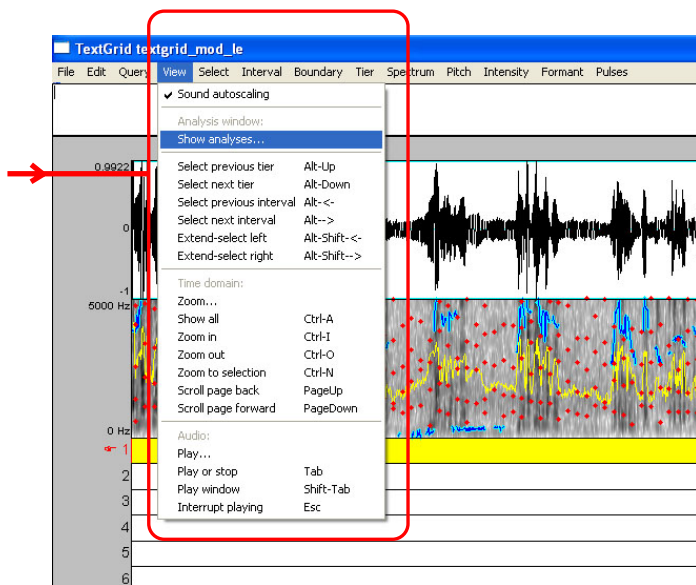 TextGrid textgrid_mod_le
File Edit Query View Select Interval Boundary Tier Spectrum Pitch Intensity Formant Pulses
✓ Sound autoscaling
Analysis window:
Show analyses...
Select previous tier Alt-Up
Select next tier Alt-Down
Select previous interval Alt-<-
Select next interval Alt-->
Extend-select left Alt-Shift-<-
Extend-select right Alt-Shift-->
Time domain:
Zoom...
Show all Ctrl-A
Zoom in Ctrl-I
Zoom out Ctrl-O
Zoom to selection Ctrl-N
Scroll page back PageUp
Scroll page forward PageDown
Audio:
Play...
Play or stop Tab
Play window Shift-Tab
Interrupt playing Esc
0.9922
0
-1
5000 Hz
0 Hz
1
2
3
4
5
6